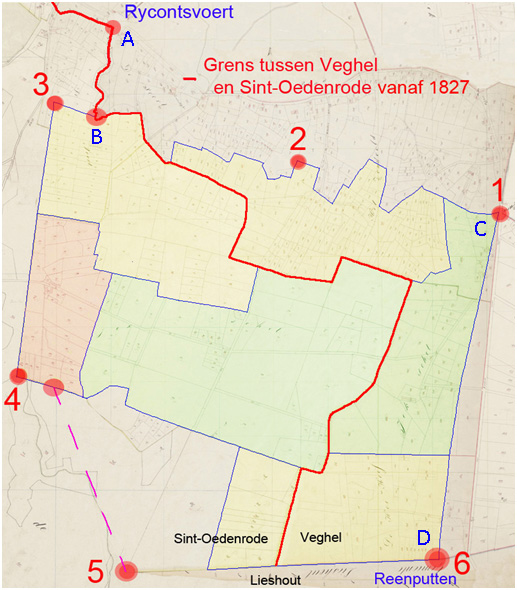 Rycontsvoert
A
Grens tussen Veghel
en Sint-Oedenrode vanaf 1827
3
B
2
1
C
4
Sint-Oedenrode
Veghel
D
5
6
Lieshout
Reenputten